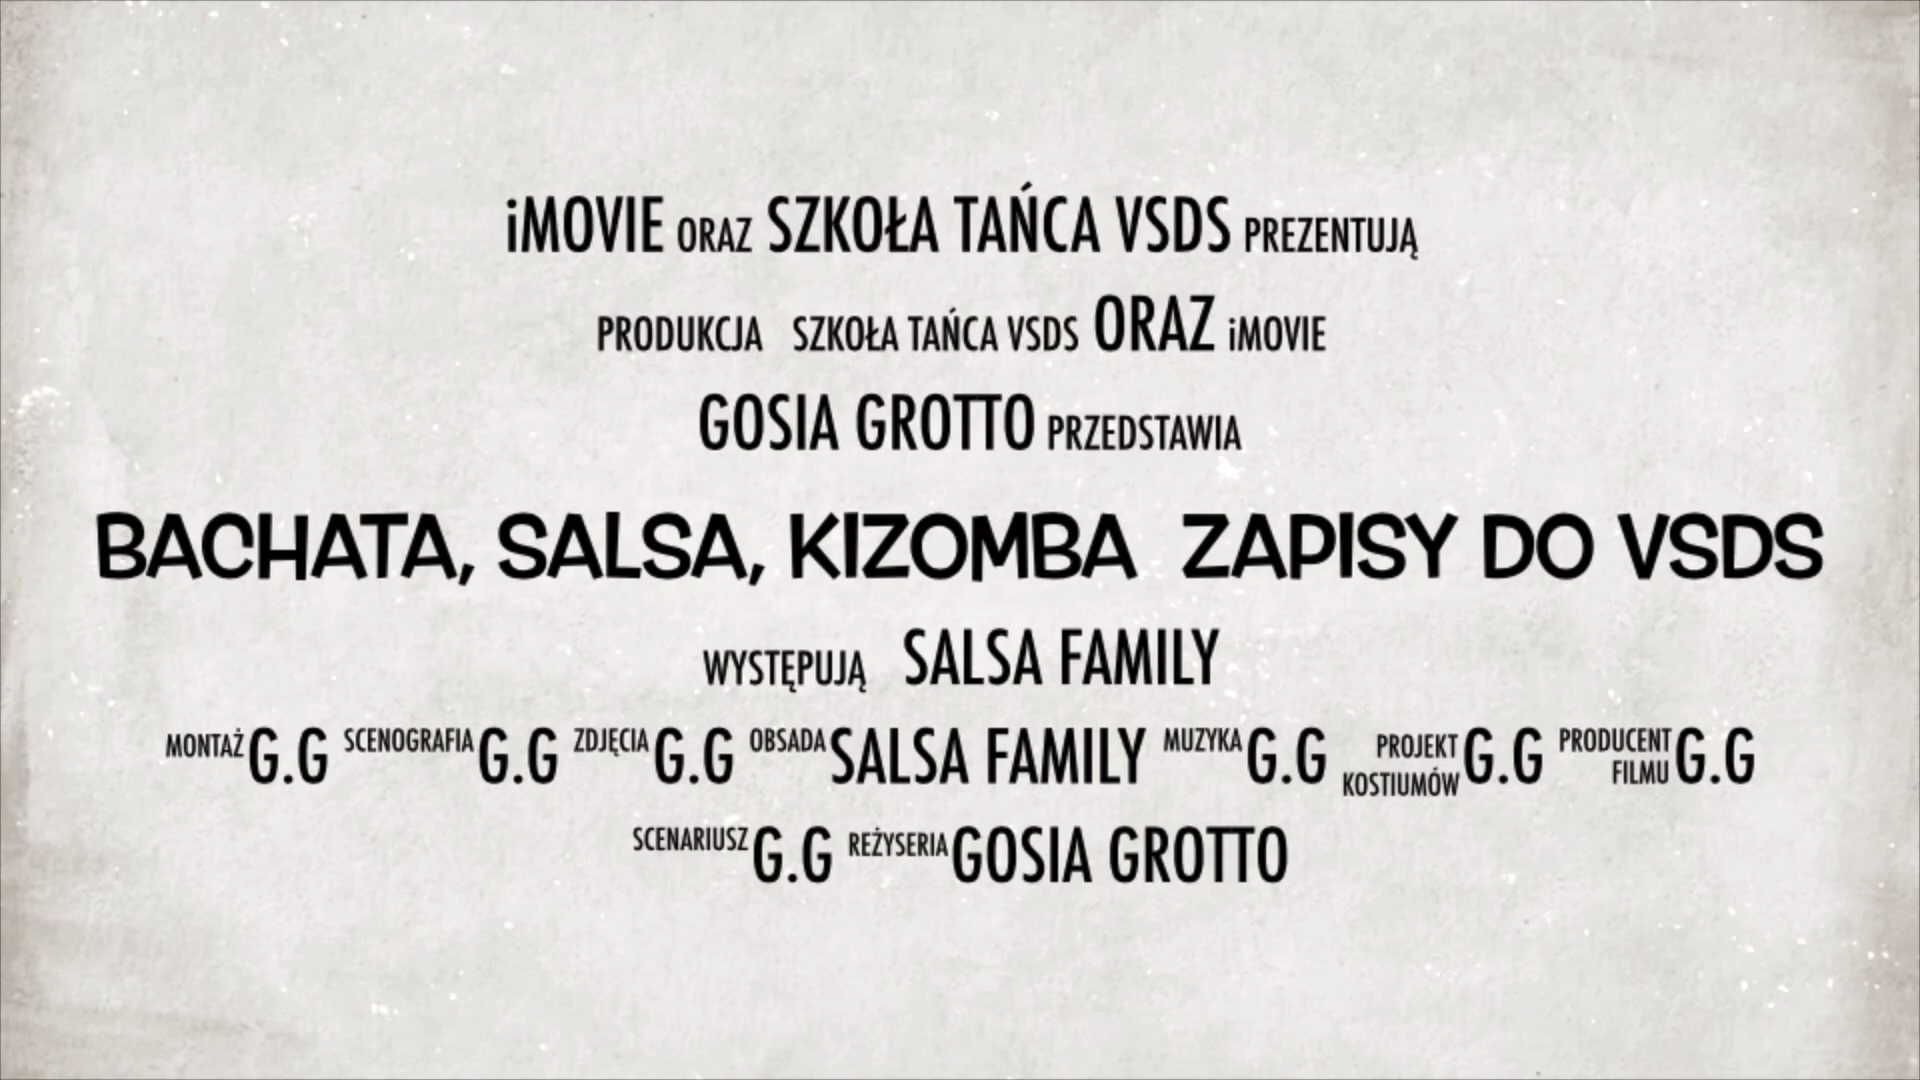 iMOVIE ORAZ SZKOŁA TAŃCA VSDS PREZENTUJĄ
PRODUKCJA SZKOŁA TAŃCA VSDS ORAZ iMOVIE
GOSIA GROTTO PRZEDSTAWIA
BACHATA, SALSA, KIZOMBA ZAPISY DO VSDS
WYSTĘPUJĄ SALSA FAMILY
MONTAŻ G.G SCENOGRAFIA G.G ZDJĘCIA G.G OBSADA SALSA FAMILY MUZYKA G.G PROJEKT KOSTIUMÓW G.G PRODUCENT FILMU G.G
SCENARIUSZ G.G REŻYSERIA GOSIA GROTTO